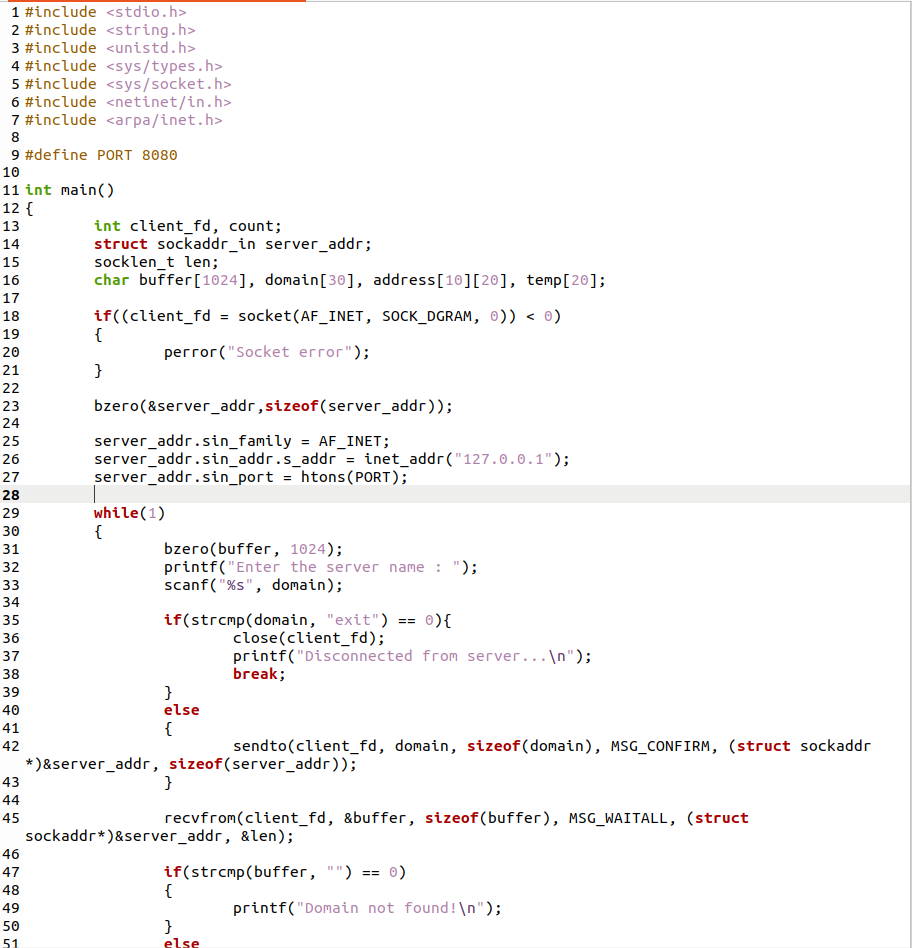 1 #include <stdio.h>
2 #include <string.h>
3 #include <unistd.h>
4 #include <sys/types.h>
5 #include <sys/socket.h>
6 #include <netinet/in.h>
7 #include <arpa/inet.h>
8
9 #define PORT 8080
10
11 int main()
12 {
13 int client_fd, count;
14 struct sockaddr_in server_addr;
15 socklen_t len;
16 char buffer[1024], domain[30], address[10][20], temp[20];
17
18 if((client_fd = socket(AF_INET, SOCK_DGRAM, 0)) < 0)
19 {
20 perror("Socket error");
21 }
22
23 bzero(&server_addr,sizeof(server_addr));
24
25 server_addr.sin_family = AF_INET;
26 server_addr.sin_addr.s_addr = inet_addr("127.0.0.1");
27 server_addr.sin_port = htons(PORT);
28
29 while(1)
30 {
31 bzero(buffer, 1024);
32 printf("Enter the server name : ");
33 scanf("%s", domain);
34
35 if(strcmp(domain, "exit") == 0){
36 close(client_fd);
37 printf("Disconnected from server...\n");
38 break;
39 }
40 else
41 {
42 sendto(client_fd, domain, sizeof(domain), MSG_CONFIRM, (struct sockaddr
*)&server_addr, sizeof(server_addr));
43 }
44
45 recvfrom(client_fd, &buffer, sizeof(buffer), MSG_WAITALL, (struct
sockaddr*)&server_addr, &len);
46
47 if(strcmp(buffer, "") == 0)
48 {
49 printf("Domain not found!\n");
50 }
51 else